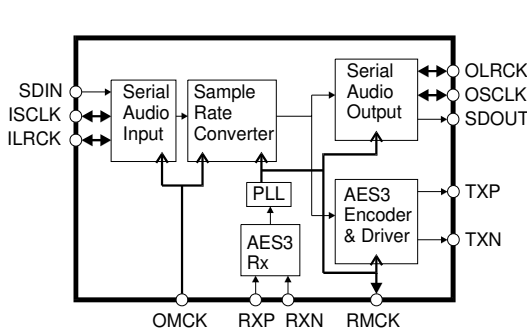 SDIN
ISCLK
ILRCK
Serial
Audio
Input
Sample
Rate
Converter
Serial
Audio
Output
OLRCK
OSCLK
SDOUT
PLL
AES3
Rx
AES3
Encoder
& Driver
TXP
TXN
OMCK
RXP
RXN
RMCK